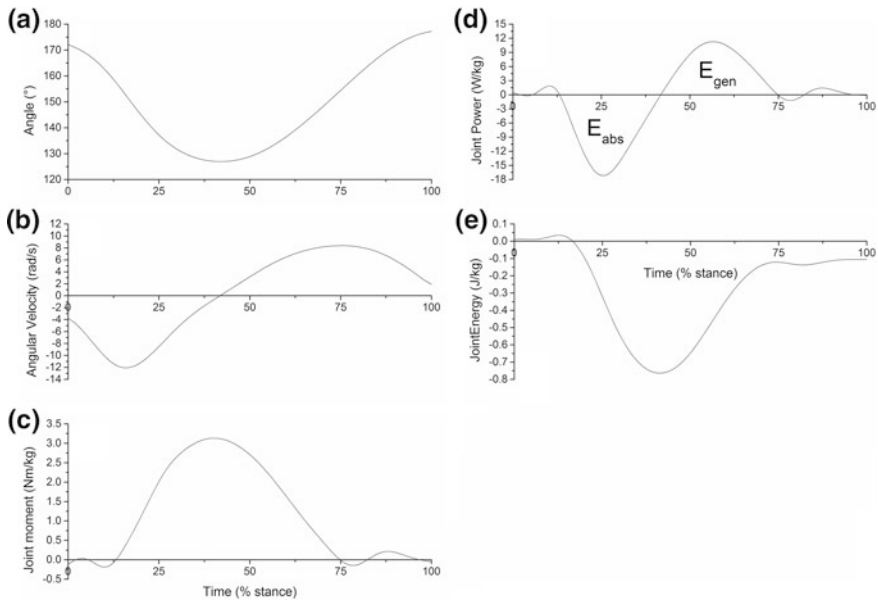 (a)
180
170
160
150
140
130
120
Angle (°)
0 25 50 75 100
(b)
12
10
8
6
4
2
0
-2
-4
-6
-8
-10
-12
-14
Angular Velocity (rad/s)
0 25 50 75 100
(c)
3.5
3.0
2.5
2.0
1.5
1.0
0.5
0.0
-0.5
Joint moment (Nm/kg)
0 25 50 75 100
Time (% stance)
(d)
15
12
9
6
3
0
-3
-6
-9
-12
-15
-18
Joint Power (W/kg)
E gen
E abs
0 25 50 75 100
(e)
0.1
0.0
-0.1
-0.2
-0.3
-0.4
-0.5
-0.6
-0.7
-0.8
JointEnergy (J/kg)
0 25 50 75 100
Time (% stance)